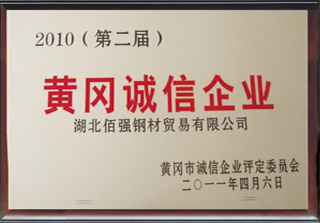 2010（第二届）
黄冈诚信企业
湖北佰强钢材贸易有限公司
黄冈市诚信企业评定委员会
二〇一一年四月六日